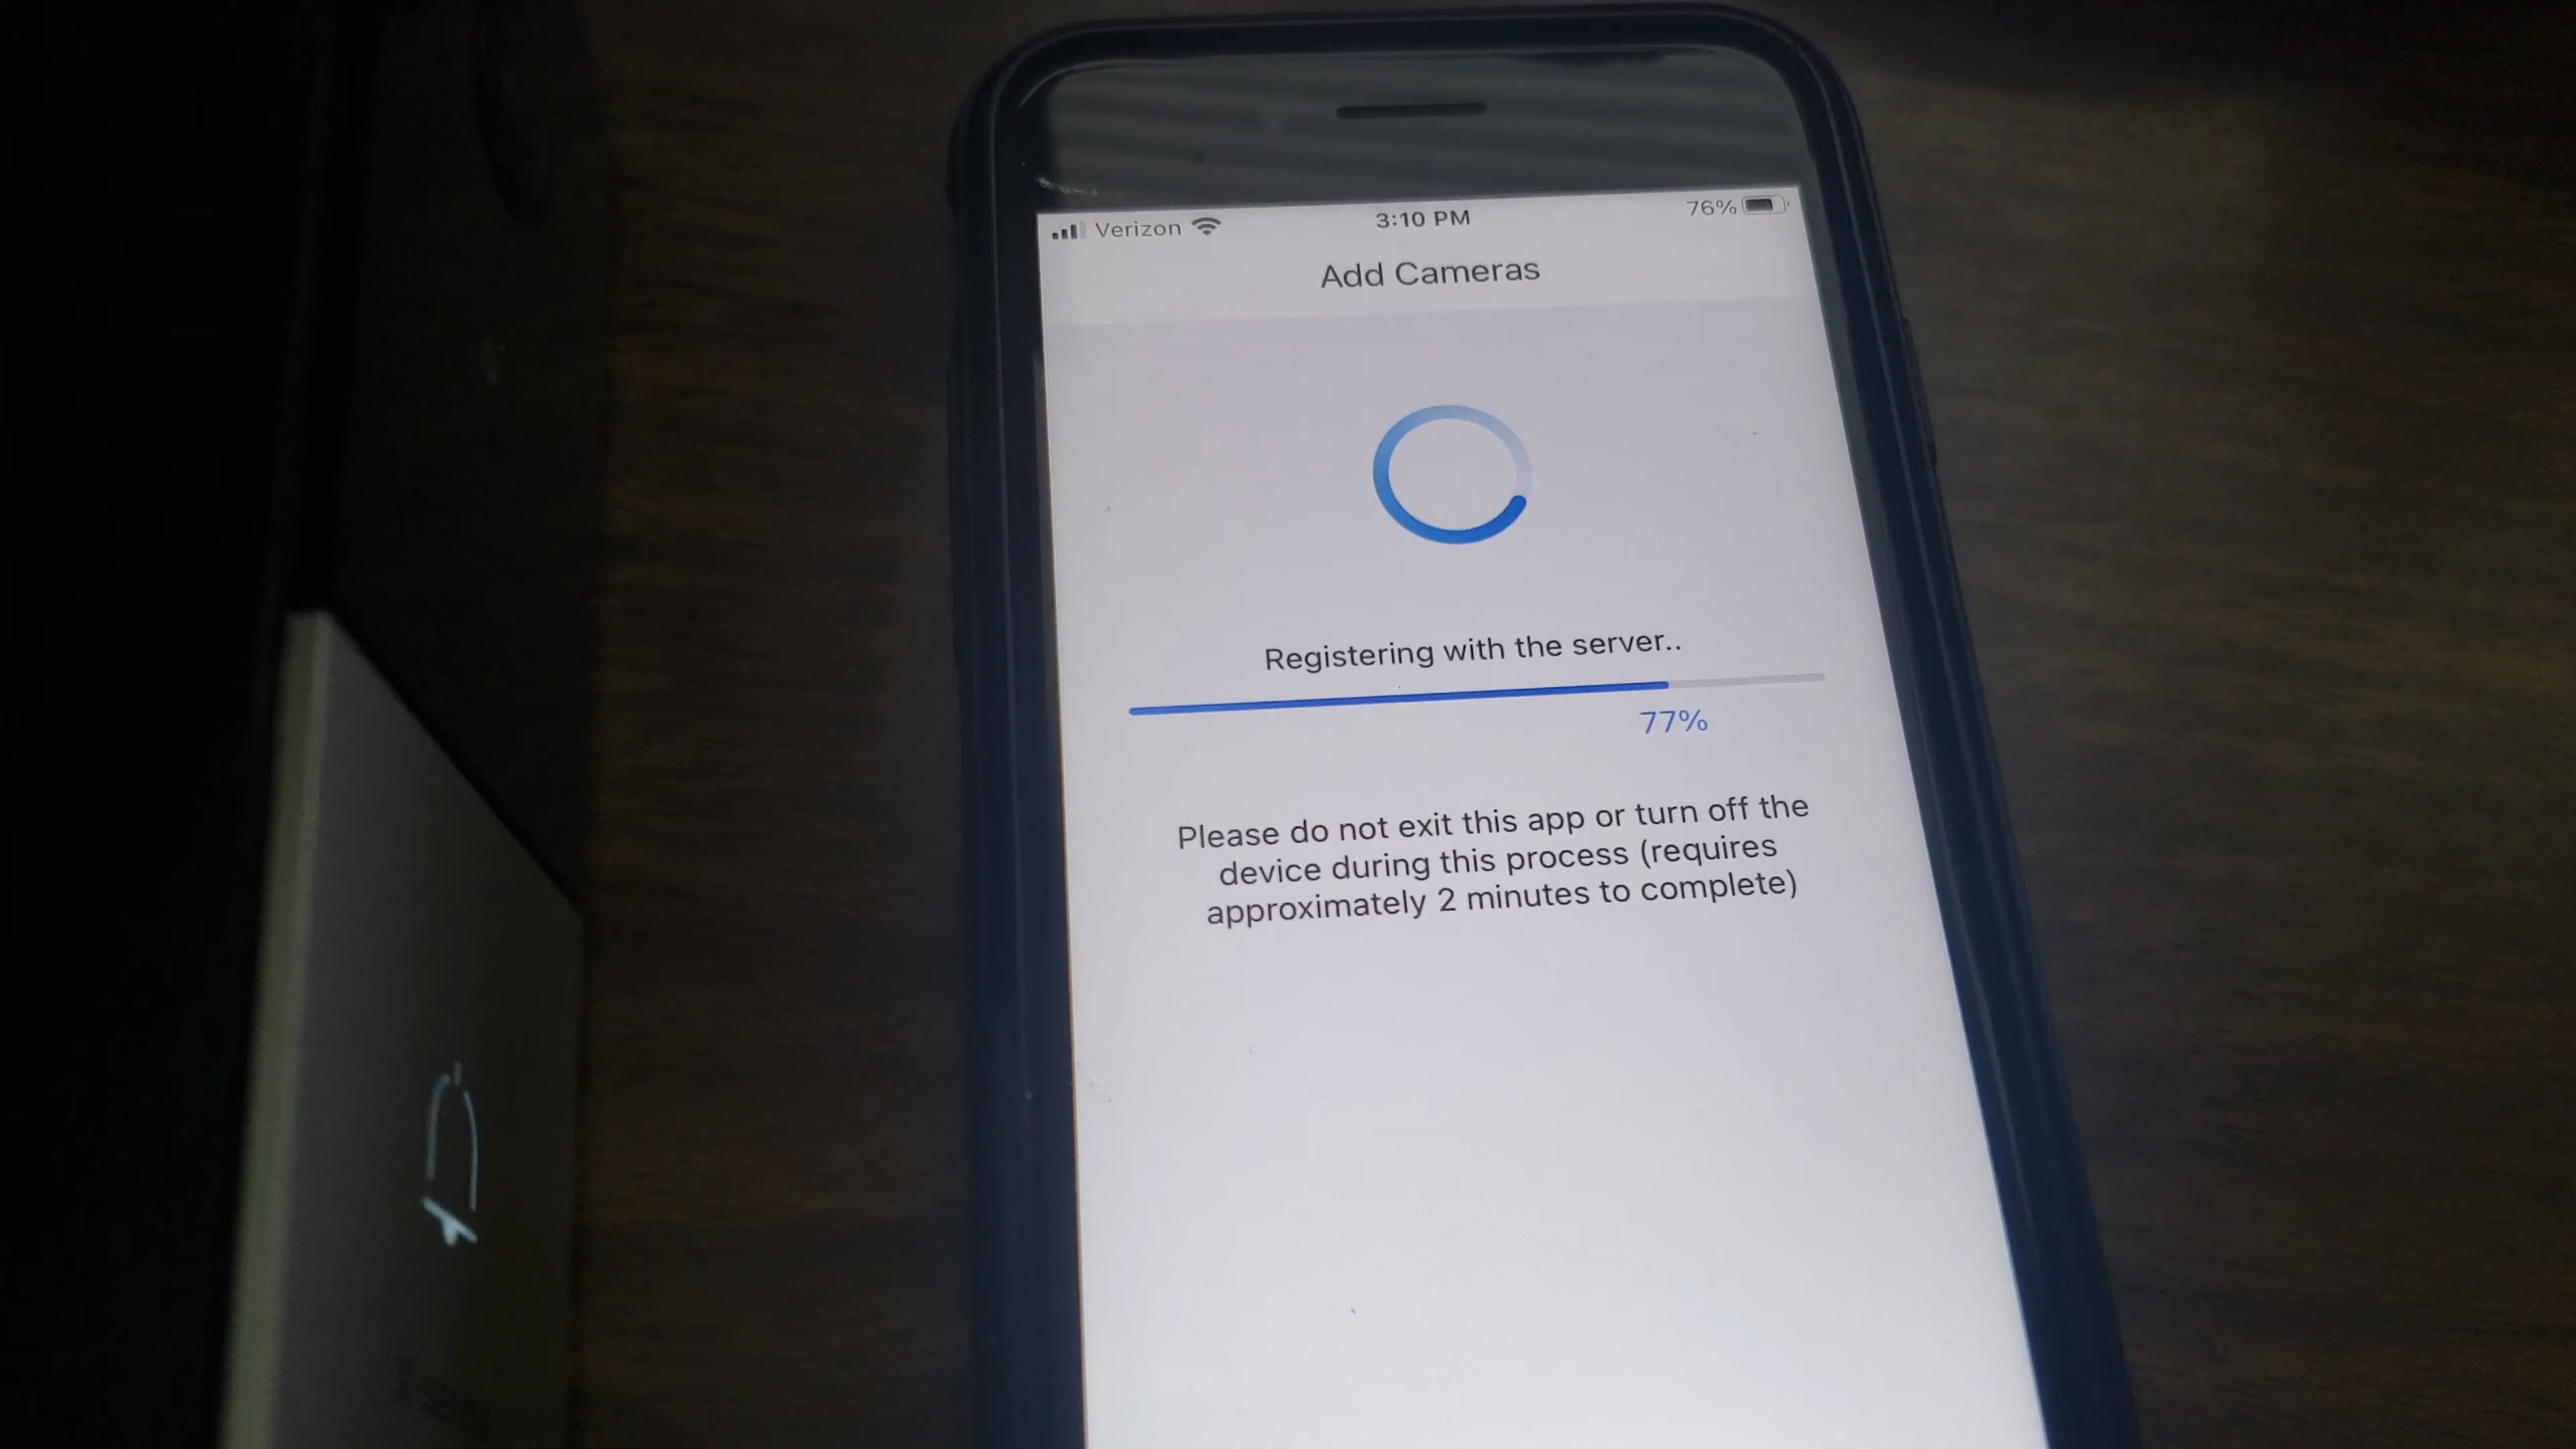 Verizon 3:10 PM 76%
Add Cameras
Registering with the server..
77%
Please do not exit this app or turn off the
device during this process (requires
approximately 2 minutes to complete)